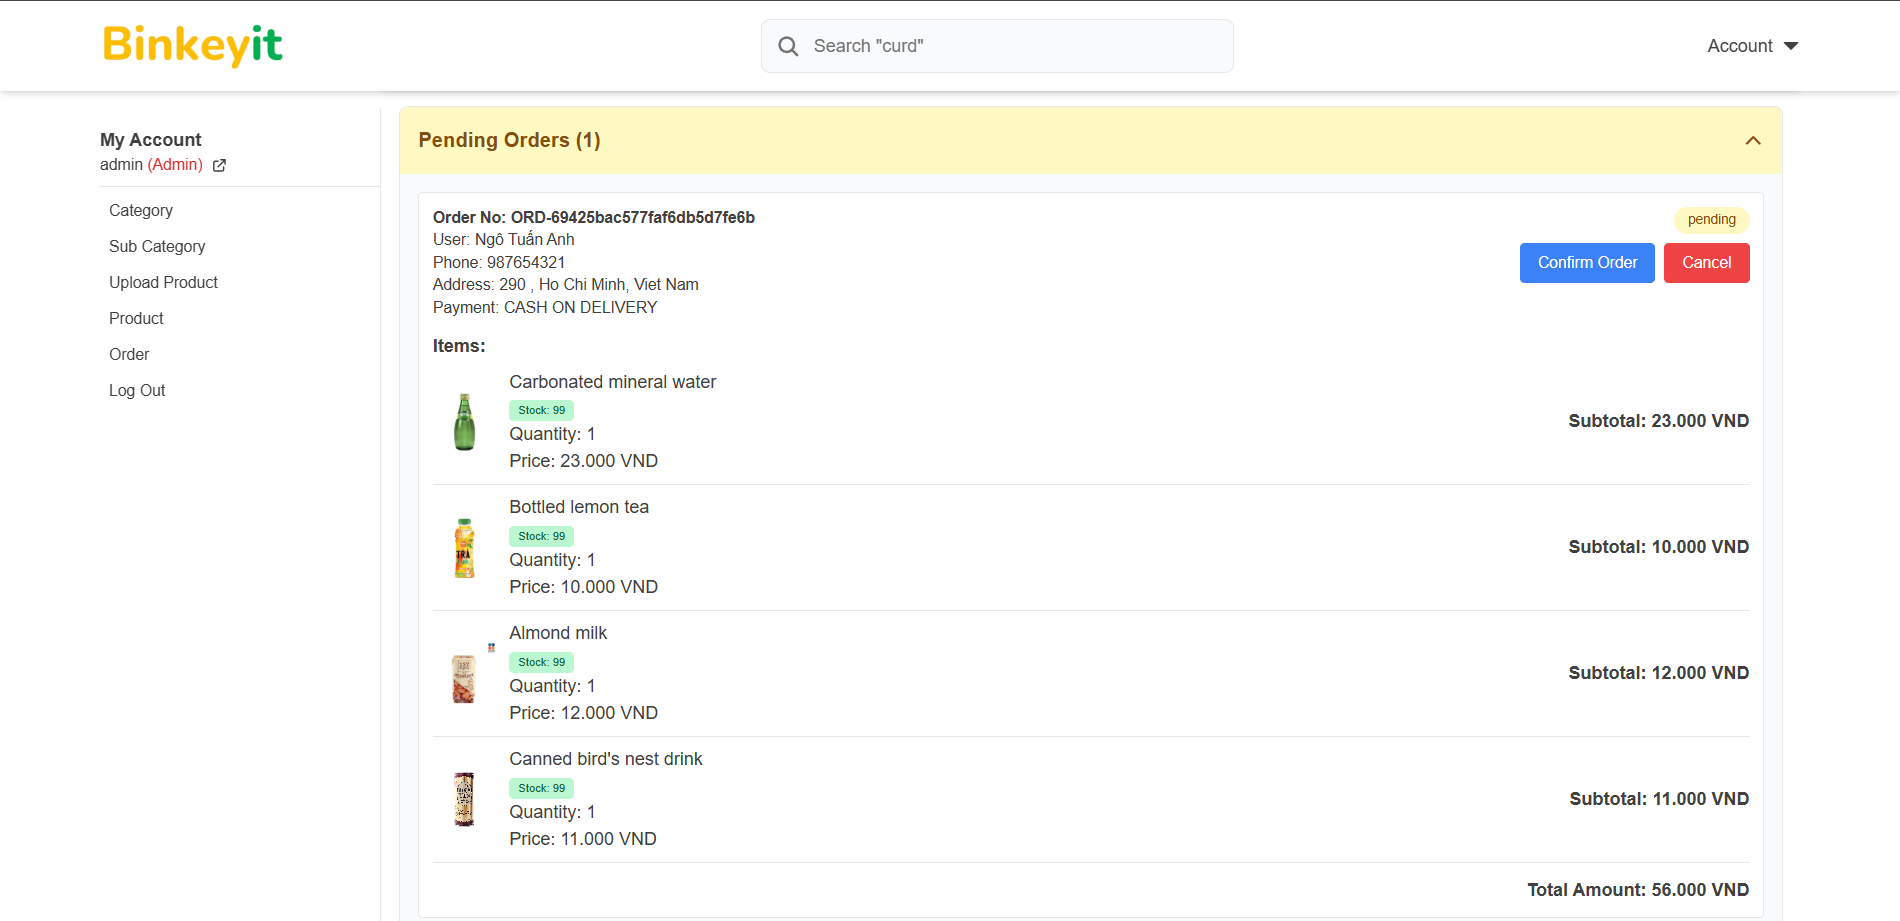 Binkeyit
Search "curd"
Account
My Account
admin (Admin)
Category
Sub Category
Upload Product
Product
Order
Log Out
Pending Orders (1)
Order No: ORD-69425bac577faf6db5d7fe6b
pending
User: Ngô Tuấn Anh
Phone: 987654321
Address: 290 , Ho Chi Minh, Viet Nam
Payment: CASH ON DELIVERY
Confirm Order
Cancel
Items:
Carbonated mineral water
Stock: 99
Quantity: 1
Price: 23.000 VND
Subtotal: 23.000 VND
TRÀ
Bottled lemon tea
Stock: 99
Quantity: 1
Price: 10.000 VND
Subtotal: 10.000 VND
Almond milk
Stock: 99
Quantity: 1
Price: 12.000 VND
Subtotal: 12.000 VND
Canned bird's nest drink
Stock: 99
Quantity: 1
Price: 11.000 VND
Subtotal: 11.000 VND
Total Amount: 56.000 VND